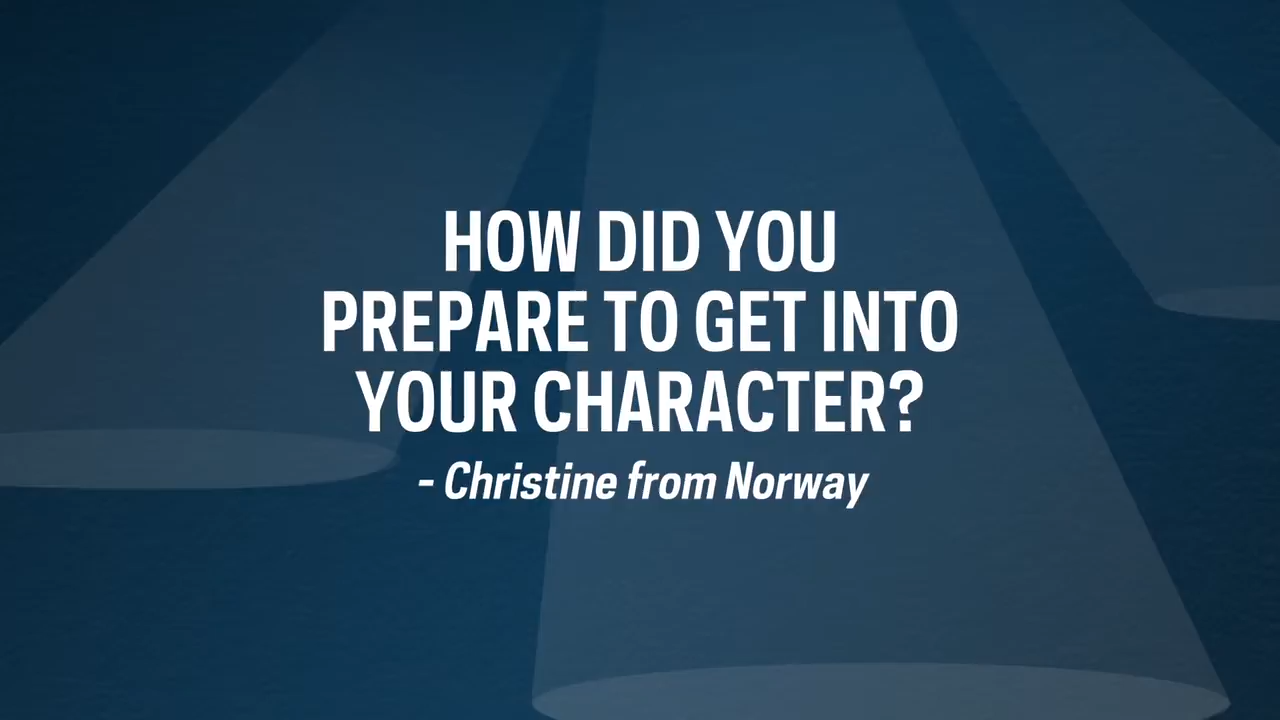 HOW DID YOU
PREPARE TO GET INTO
YOUR CHARACTER?
- Christine from Norway